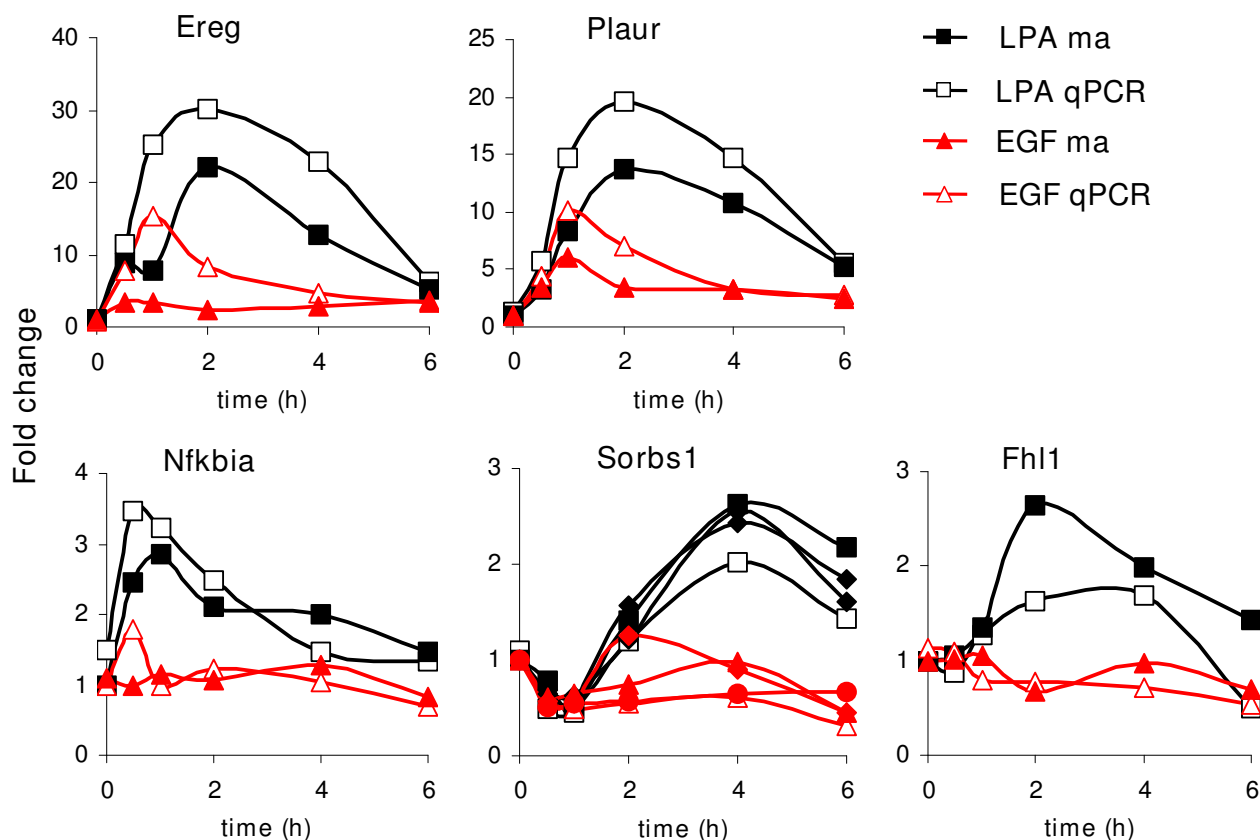 Ereg
Plaur
LPA ma
LPA qPCR
EGF ma
EGF qPCR
40
30
20
10
0
0 2 4 6
time (h)
25
20
15
10
5
0
0 2 4 6
time (h)
Fold change
Nfkbia
Sorbs1
Fhl1
4
3
2
1
0
0 2 4 6
time (h)
3
2
1
0
0 2 4 6
time (h)
3
2
1
0
0 2 4 6
time (h)